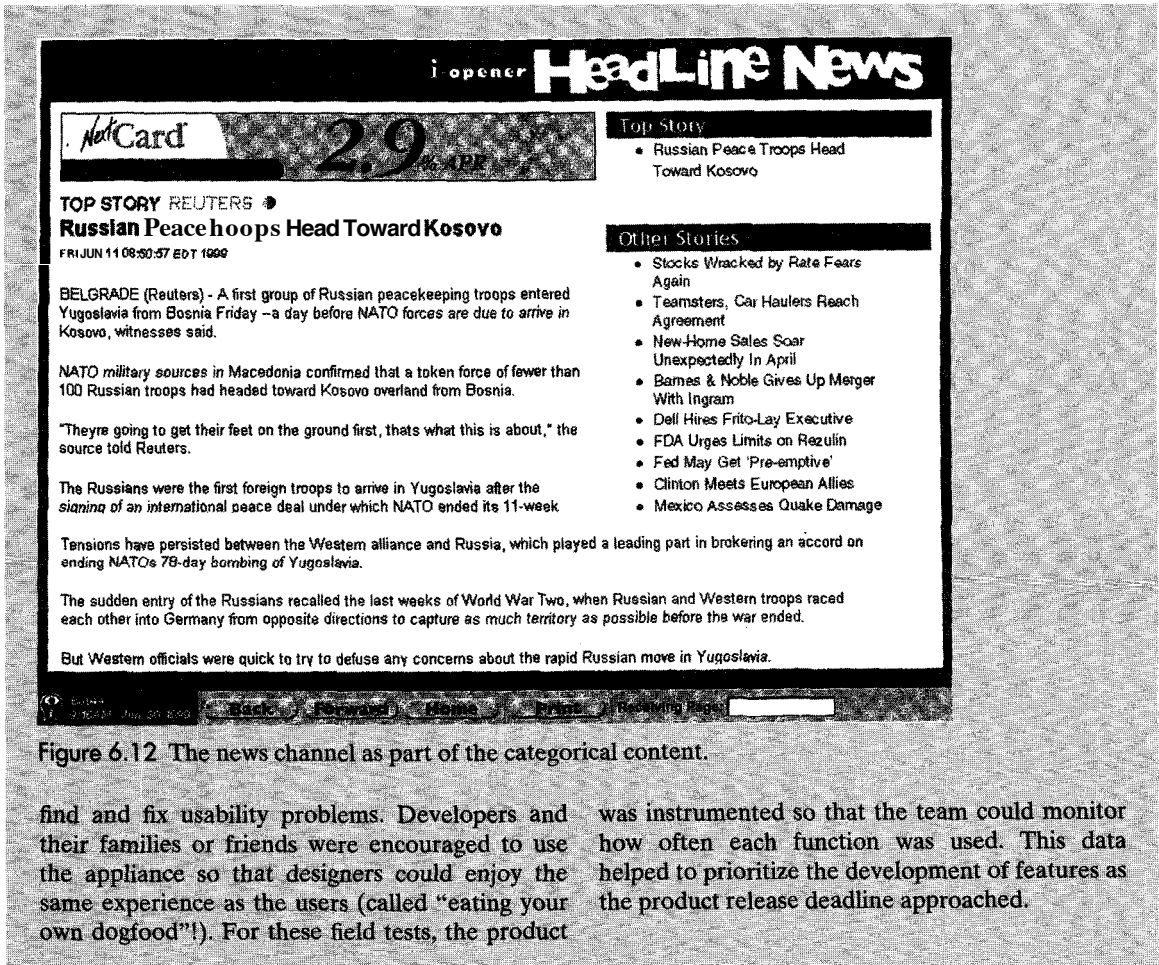 i-opener HeadLine News
NextCard 2.9% APR
TOP STORY REUTERS
Russian Peacehoops Head Toward Kosovo
FRI JUN 11 08:50:57 EDT 1999
BELGRADE (Reuters) - A first group of Russian peacekeeping troops entered
Yugoslavia from Bosnia Friday --a day before NATO forces are due to arrive in
Kosovo, witnesses said.
NATO military sources in Macedonia confirmed that a token force of fewer than
100 Russian troops had headed toward Kosovo overland from Bosnia.
"Theyre going to get their feet on the ground first, thats what this is about," the
source told Reuters.
The Russians were the first foreign troops to arrive in Yugoslavia after the
signing of an international peace deal under which NATO ended its 11-week
Tensions have persisted between the Western alliance and Russia, which played a leading part in brokering an accord on
ending NATOs 78-day bombing of Yugoslavia.
The sudden entry of the Russians recalled the last weeks of World War Two, when Russian and Western troops raced
each other into Germany from opposite directions to capture as much territory as possible before the war ended.
But Western officials were quick to try to defuse any concerns about the rapid Russian move in Yugoslavia.
Top Story
• Russian Peace Troops Head
Toward Kosovo
Other Stories
• Stocks Wracked by Rate Fears
Again
• Teamsters, Car Haulers Reach
Agreement
• New-Home Sales Soar
Unexpectedly In April
• Barnes & Noble Gives Up Merger
With Ingram
• Dell Hires Frito-Lay Executive
• FDA Urges Limits on Rezulin
• Fed May Get 'Pre-emptive'
• Clinton Meets European Allies
• Mexico Assesses Quake Damage
Back Forward Home Print Receiving Page:
Figure 6.12 The news channel as part of the categorical content.
find and fix usability problems. Developers and
their families or friends were encouraged to use
the appliance so that designers could enjoy the
same experience as the users (called "eating your
own dogfood"!). For these field tests, the product
was instrumented so that the team could monitor
how often each function was used. This data
helped to prioritize the development of features as
the product release deadline approached.